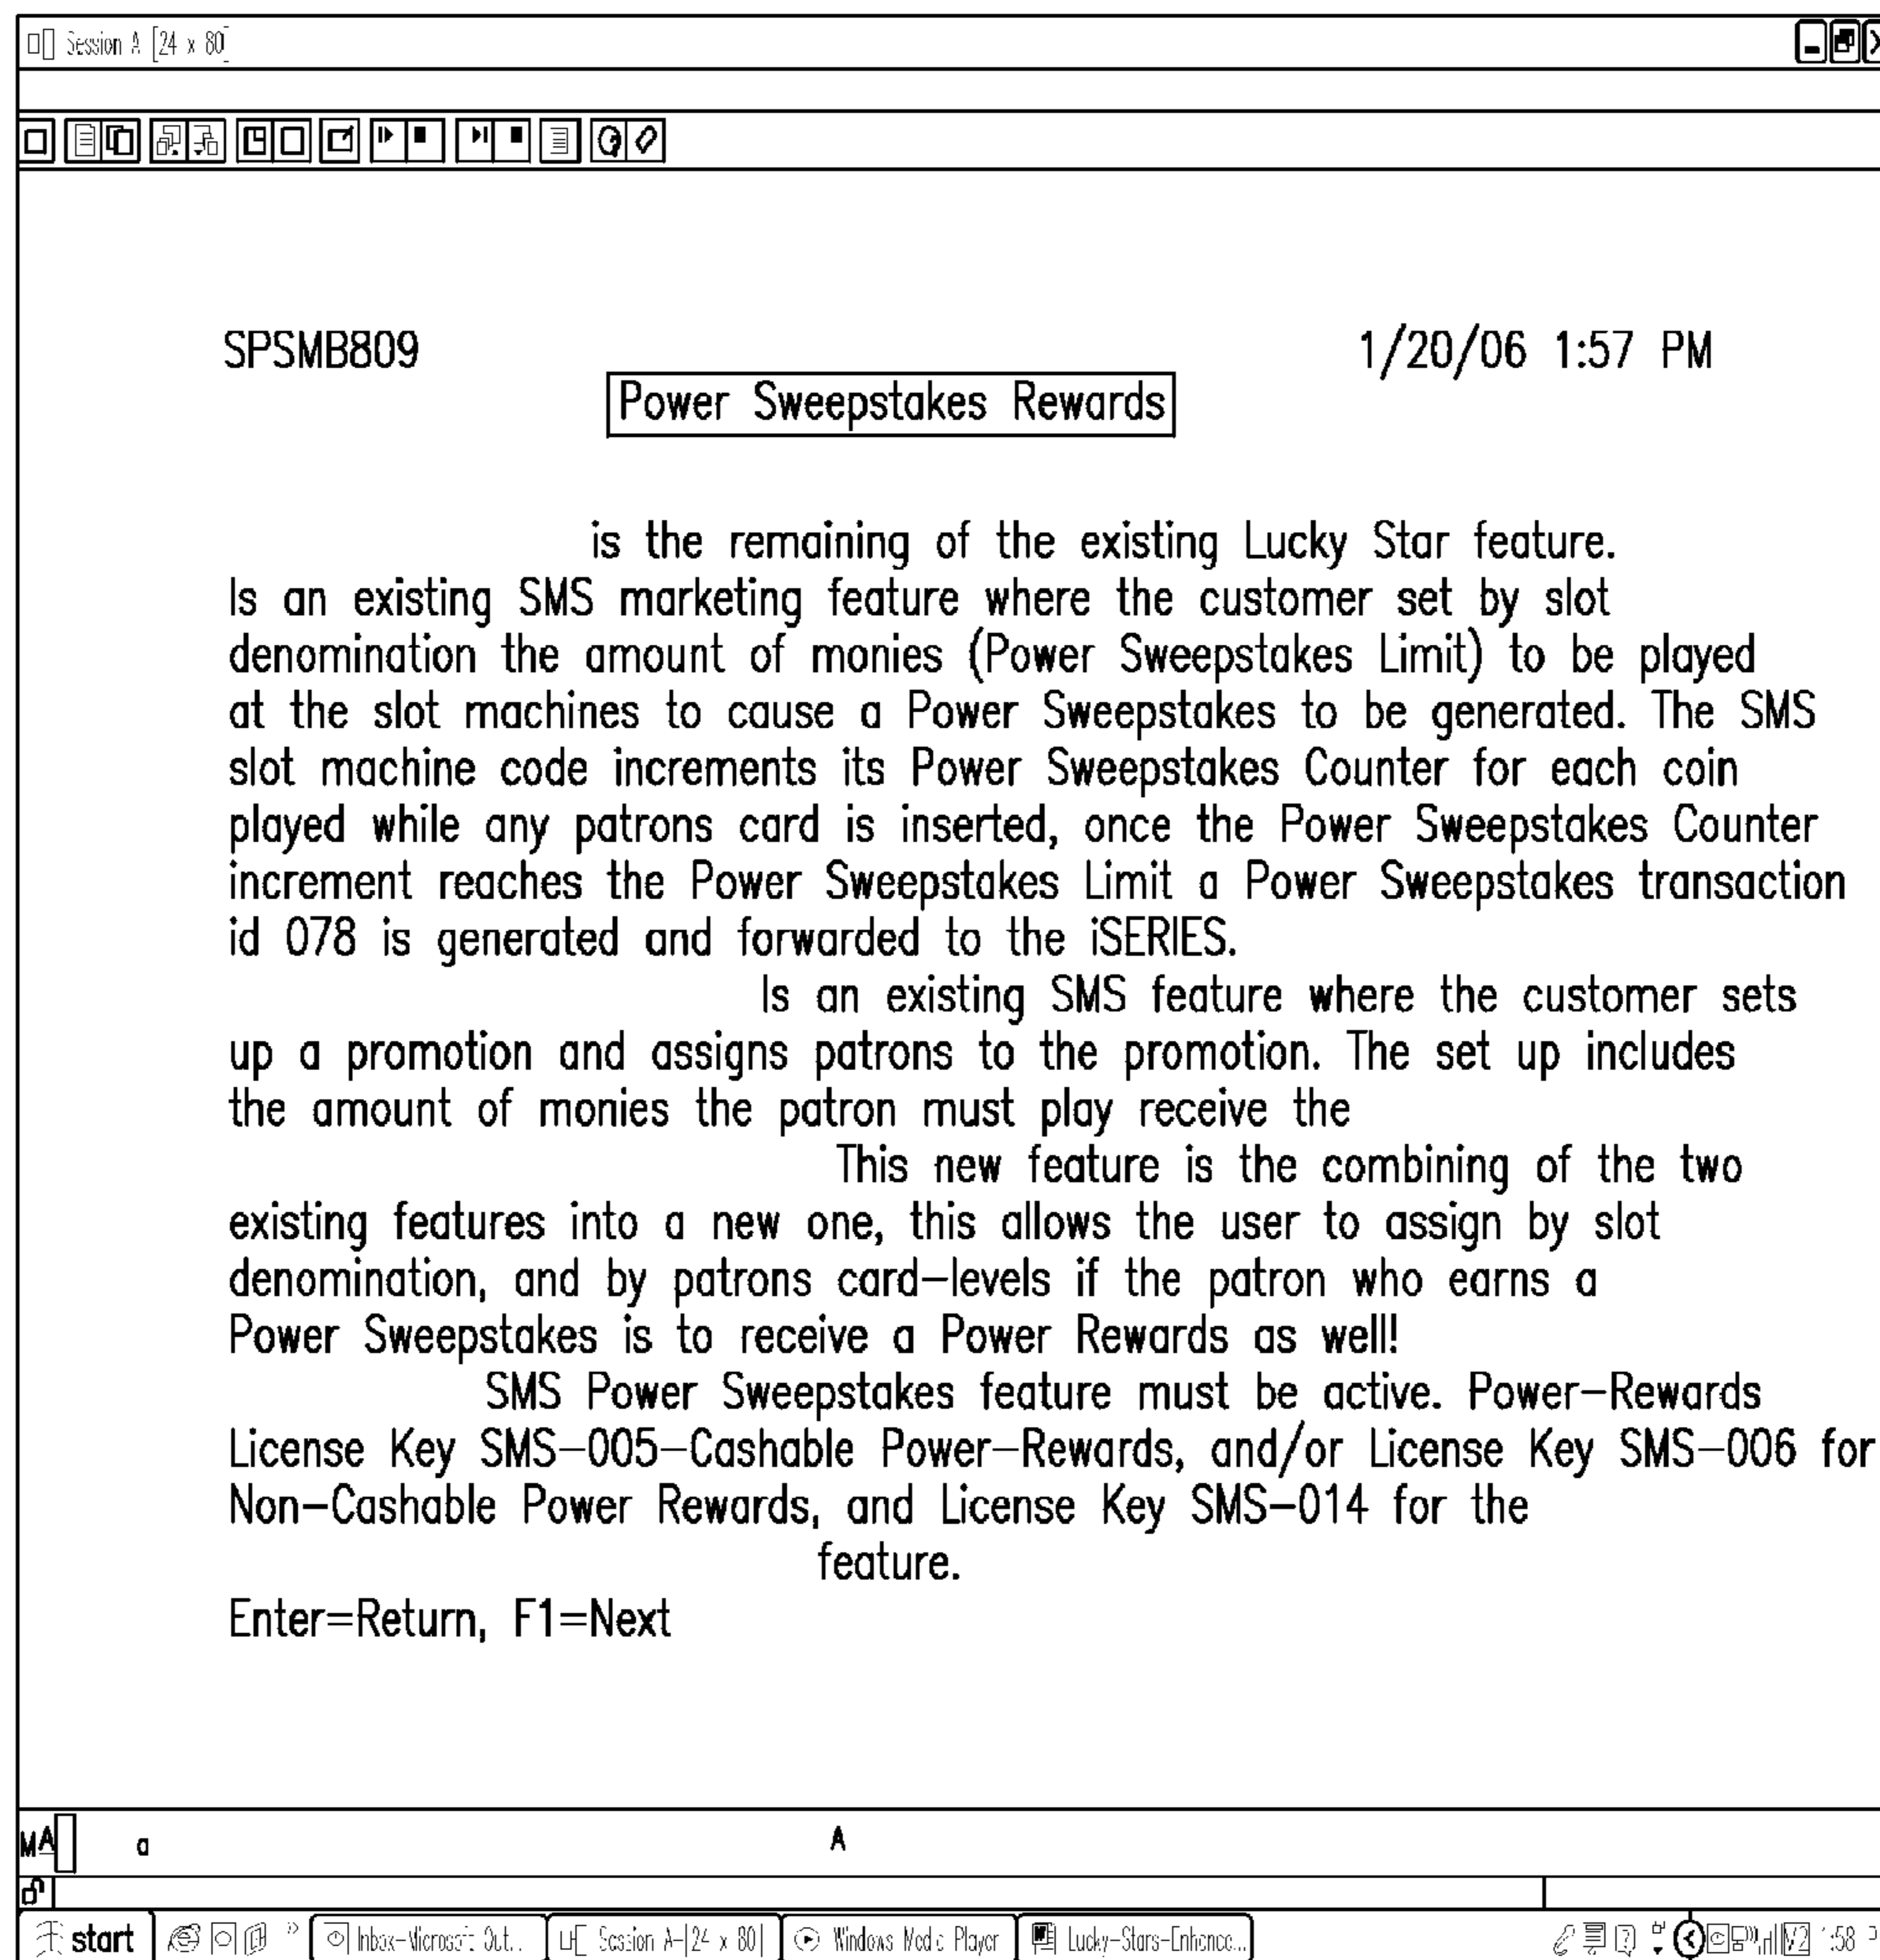 Session A [24 x 80]
SPSMB809 1/20/06 1:57 PM
Power Sweepstakes Rewards
is the remaining of the existing Lucky Star feature.
Is an existing SMS marketing feature where the customer set by slot
denomination the amount of monies (Power Sweepstakes Limit) to be played
at the slot machines to cause a Power Sweepstakes to be generated. The SMS
slot machine code increments its Power Sweepstakes Counter for each coin
played while any patrons card is inserted, once the Power Sweepstakes Counter
increment reaches the Power Sweepstakes Limit a Power Sweepstakes transaction
id 078 is generated and forwarded to the iSERIES.
Is an existing SMS feature where the customer sets
up a promotion and assigns patrons to the promotion. The set up includes
the amount of monies the patron must play receive the
This new feature is the combining of the two
existing features into a new one, this allows the user to assign by slot
denomination, and by patrons card-levels if the patron who earns a
Power Sweepstakes is to receive a Power Rewards as well!
SMS Power Sweepstakes feature must be active. Power-Rewards
License Key SMS-005-Cashable Power-Rewards, and/or License Key SMS-006 for
Non-Cashable Power Rewards, and License Key SMS-014 for the
feature.
Enter=Return, F1=Next
MA a A
start Inbox-Microsoft Out... Session A-[24 x 80] Windows Media Player Lucky-Stars-Enhance... V2 1:58 P